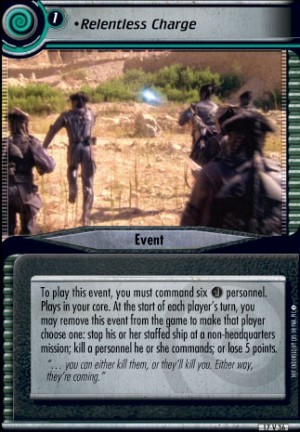 1
•Relentless Charge
Event
To play this event, you must command six personnel.
Plays in your core. At the start of each player's turn, you
may remove this event from the game to make that player
choose one: stop his or her staffed ship at a non-headquarters
mission; kill a personnel he or she commands; or lose 5 points.
"... you can either kill them, or they'll kill you. Either way,
they're coming."
17 V 36